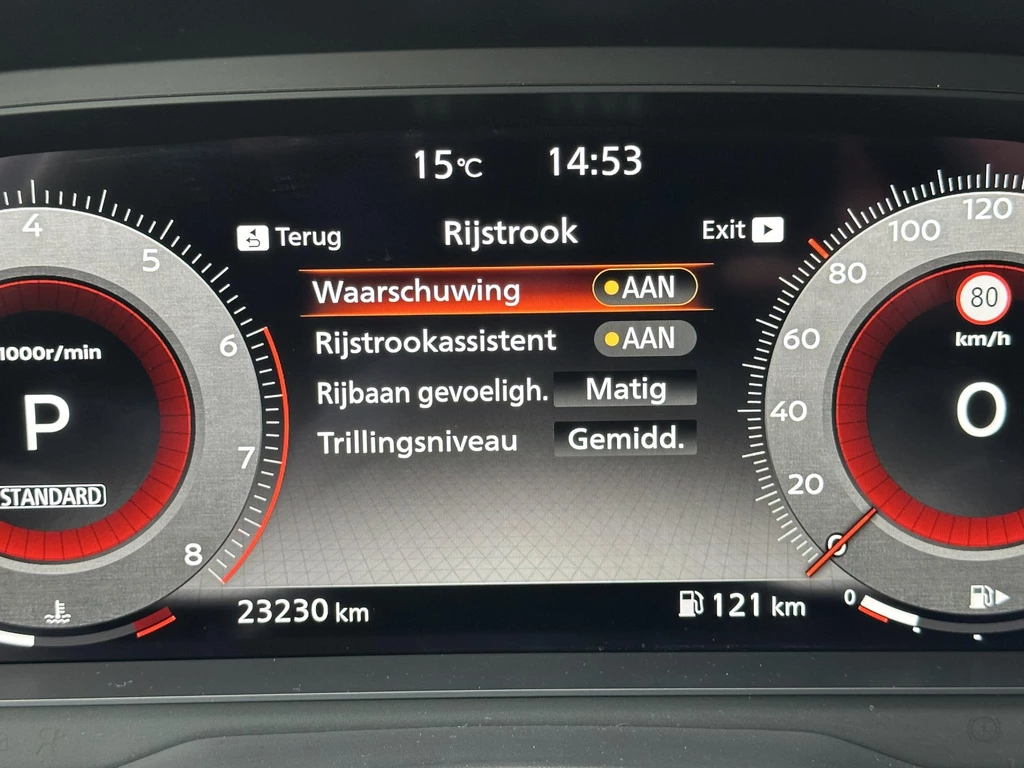 15°C 14:53
Terug Rijstrook Exit
Waarschuwing AAN
Rijstrookassistent AAN
Rijbaan gevoeligh. Matig
Trillingsniveau Gemidd.
4
5
6
7
8
1000r/min
P
STANDARD
120
100
80
60
40
20
0
80
km/h
0
23230 km
121 km
0